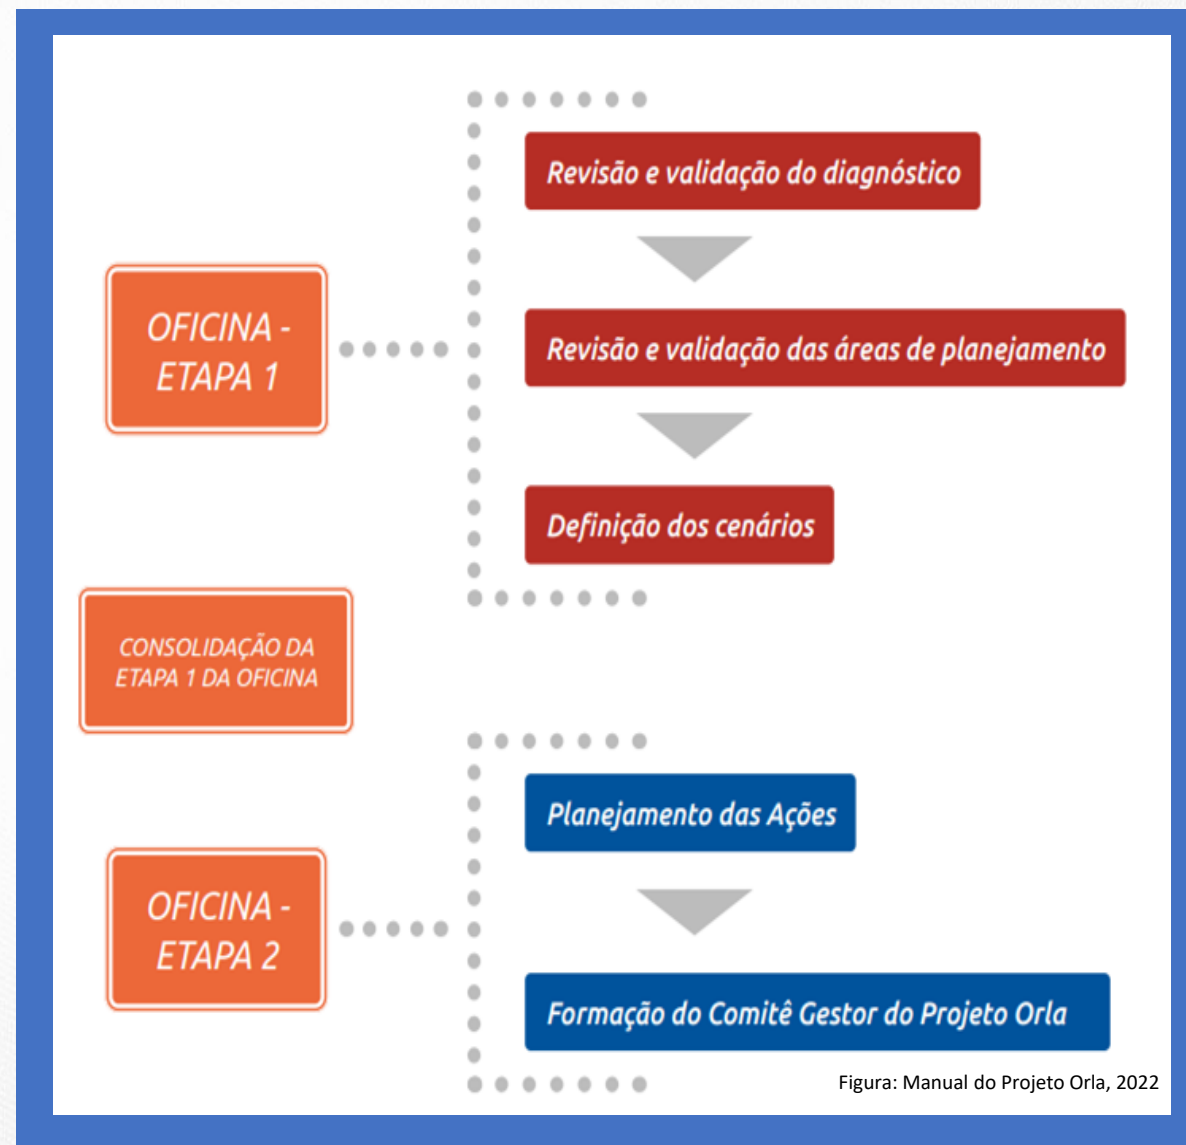 OFICINA -
ETAPA 1
Revisão e validação do diagnóstico
Revisão e validação das áreas de planejamento
Definição dos cenários
CONSOLIDAÇÃO DA
ETAPA 1 DA OFICINA
OFICINA -
ETAPA 2
Planejamento das Ações
Formação do Comitê Gestor do Projeto Orla
Figura: Manual do Projeto Orla, 2022